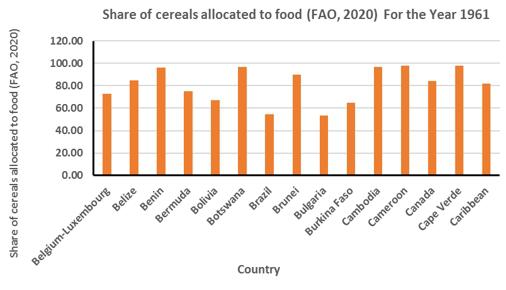 Share of cereals allocated to food (FAO, 2020) For the Year 1961
Share of cereals allocated to food (FAO, 2020)
120.00
100.00
80.00
60.00
40.00
20.00
0.00
Belgium-Luxembourg
Belize
Benin
Bermuda
Bolivia
Botswana
Brazil
Brunei
Bulgaria
Burkina Faso
Cambodia
Cameroon
Canada
Cape Verde
Caribbean
Country